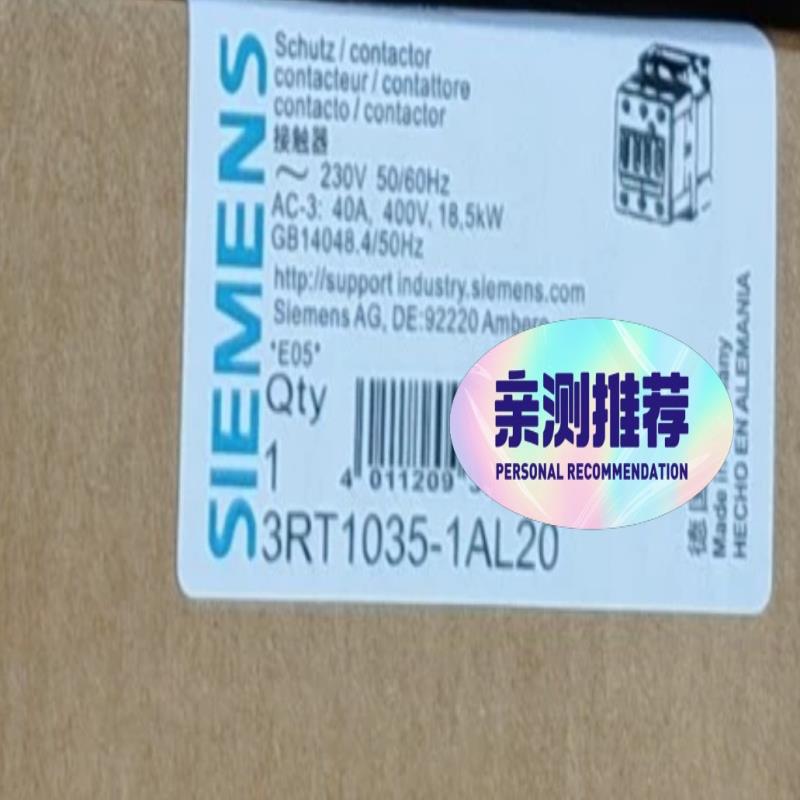 SIEMENS
Schutz / contactor
contacteur / contattore
contacto / contactor
接触器
~ 230V 50/60Hz
AC-3: 40A, 400V, 18,5kW
GB14048.4/50Hz
http://support industry.siemens.com
Siemens AG, DE:92220
*E05*
Qty
1
4 011209
3RT1035-1AL20
亲测推荐
PERSONAL RECOMMENDATION
德
Made in
HECHO EN ALEMANIA